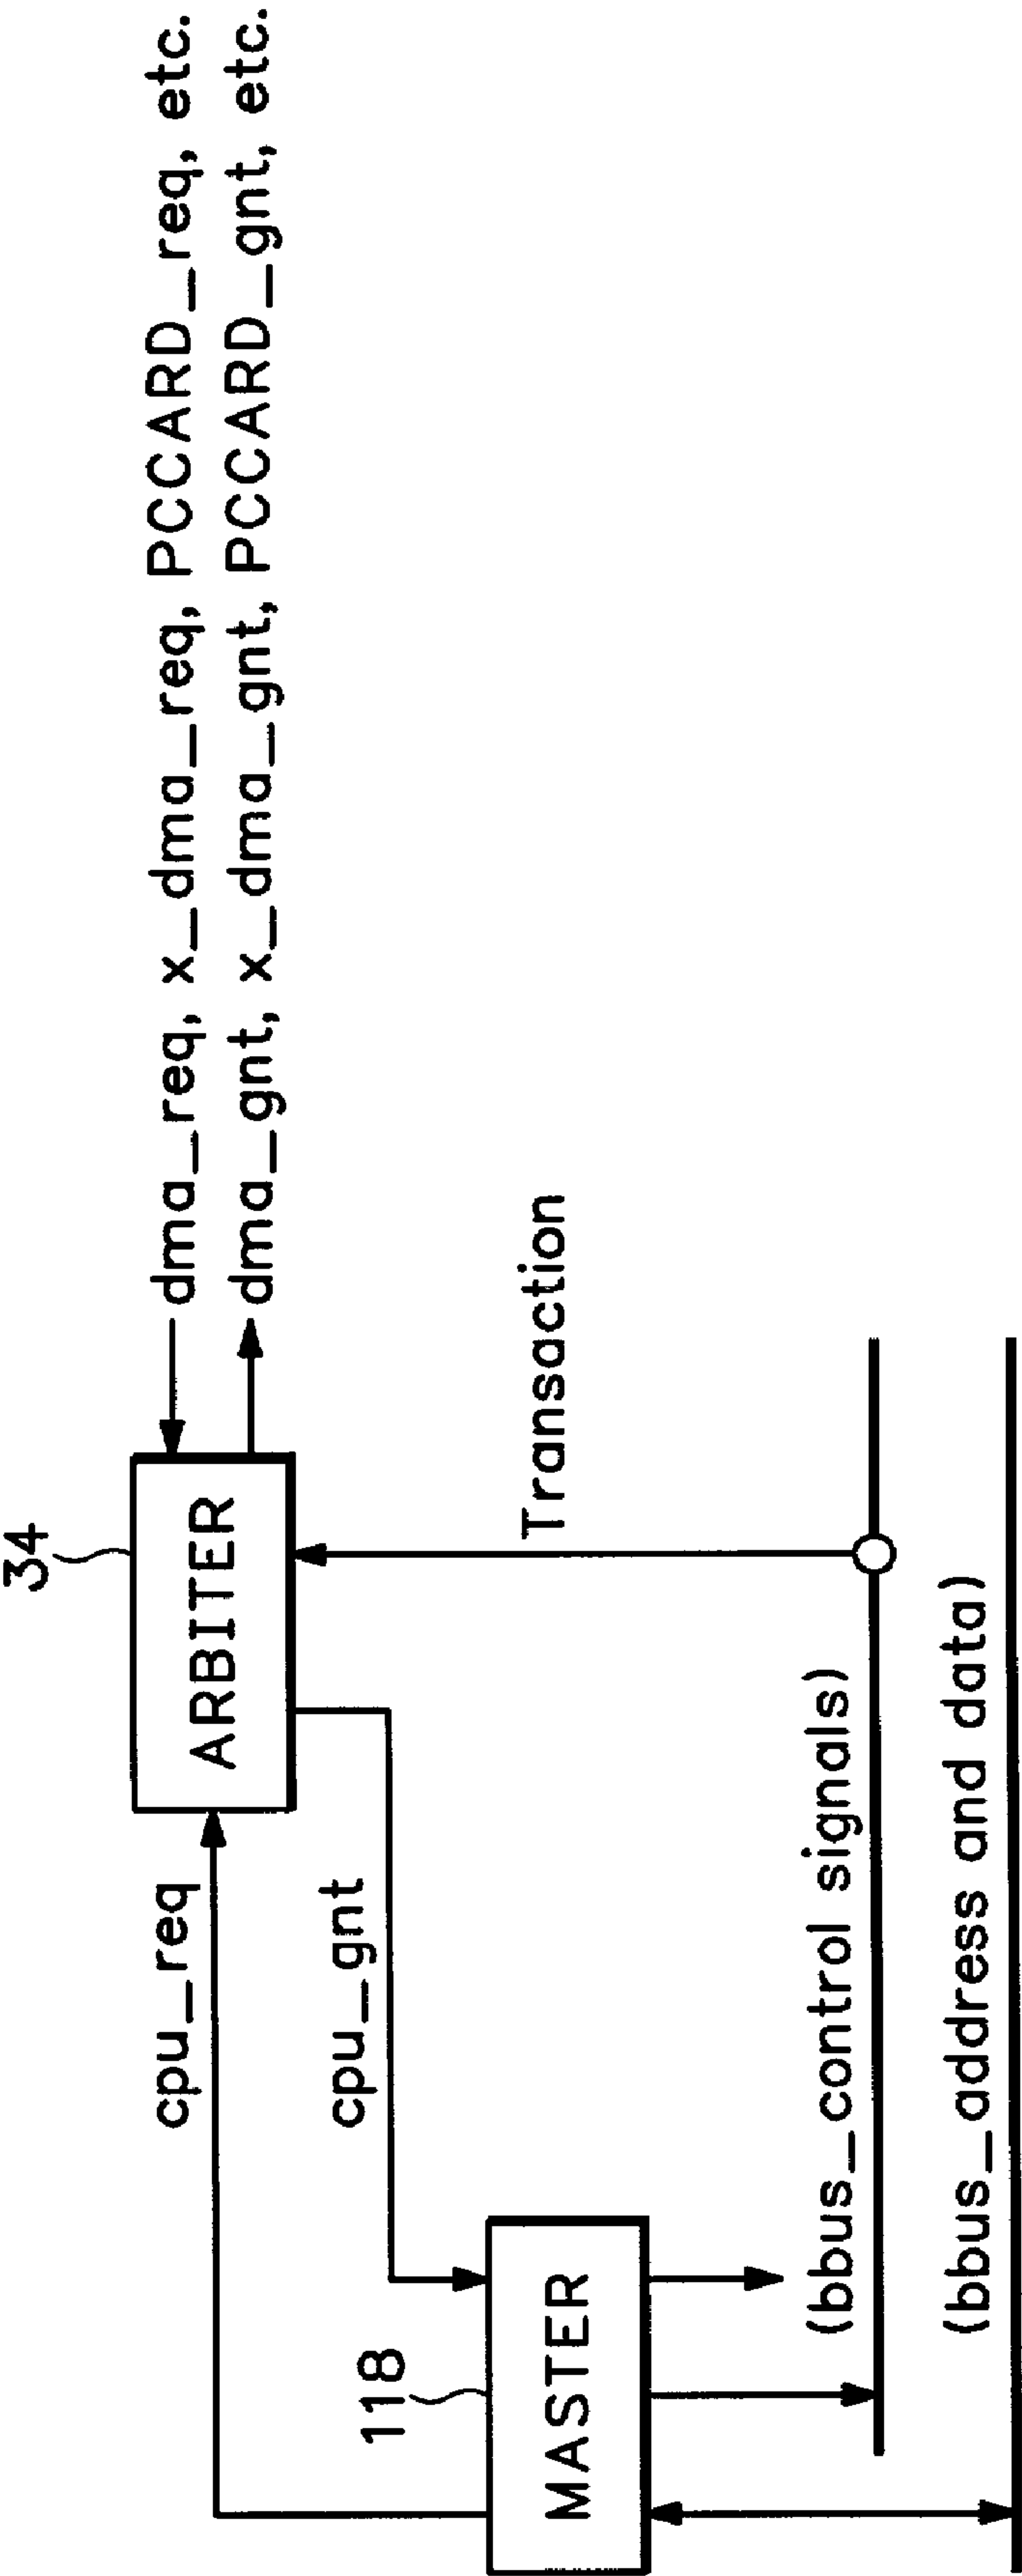 34
dma_req, x_dma_req, PCCARD_req, etc.
dma_gnt, x_dma_gnt, PCCARD_gnt, etc.
ARBITER
cpu_req
cpu_gnt
Transaction
118
MASTER
(bbus_control signals)
(bbus_address and data)